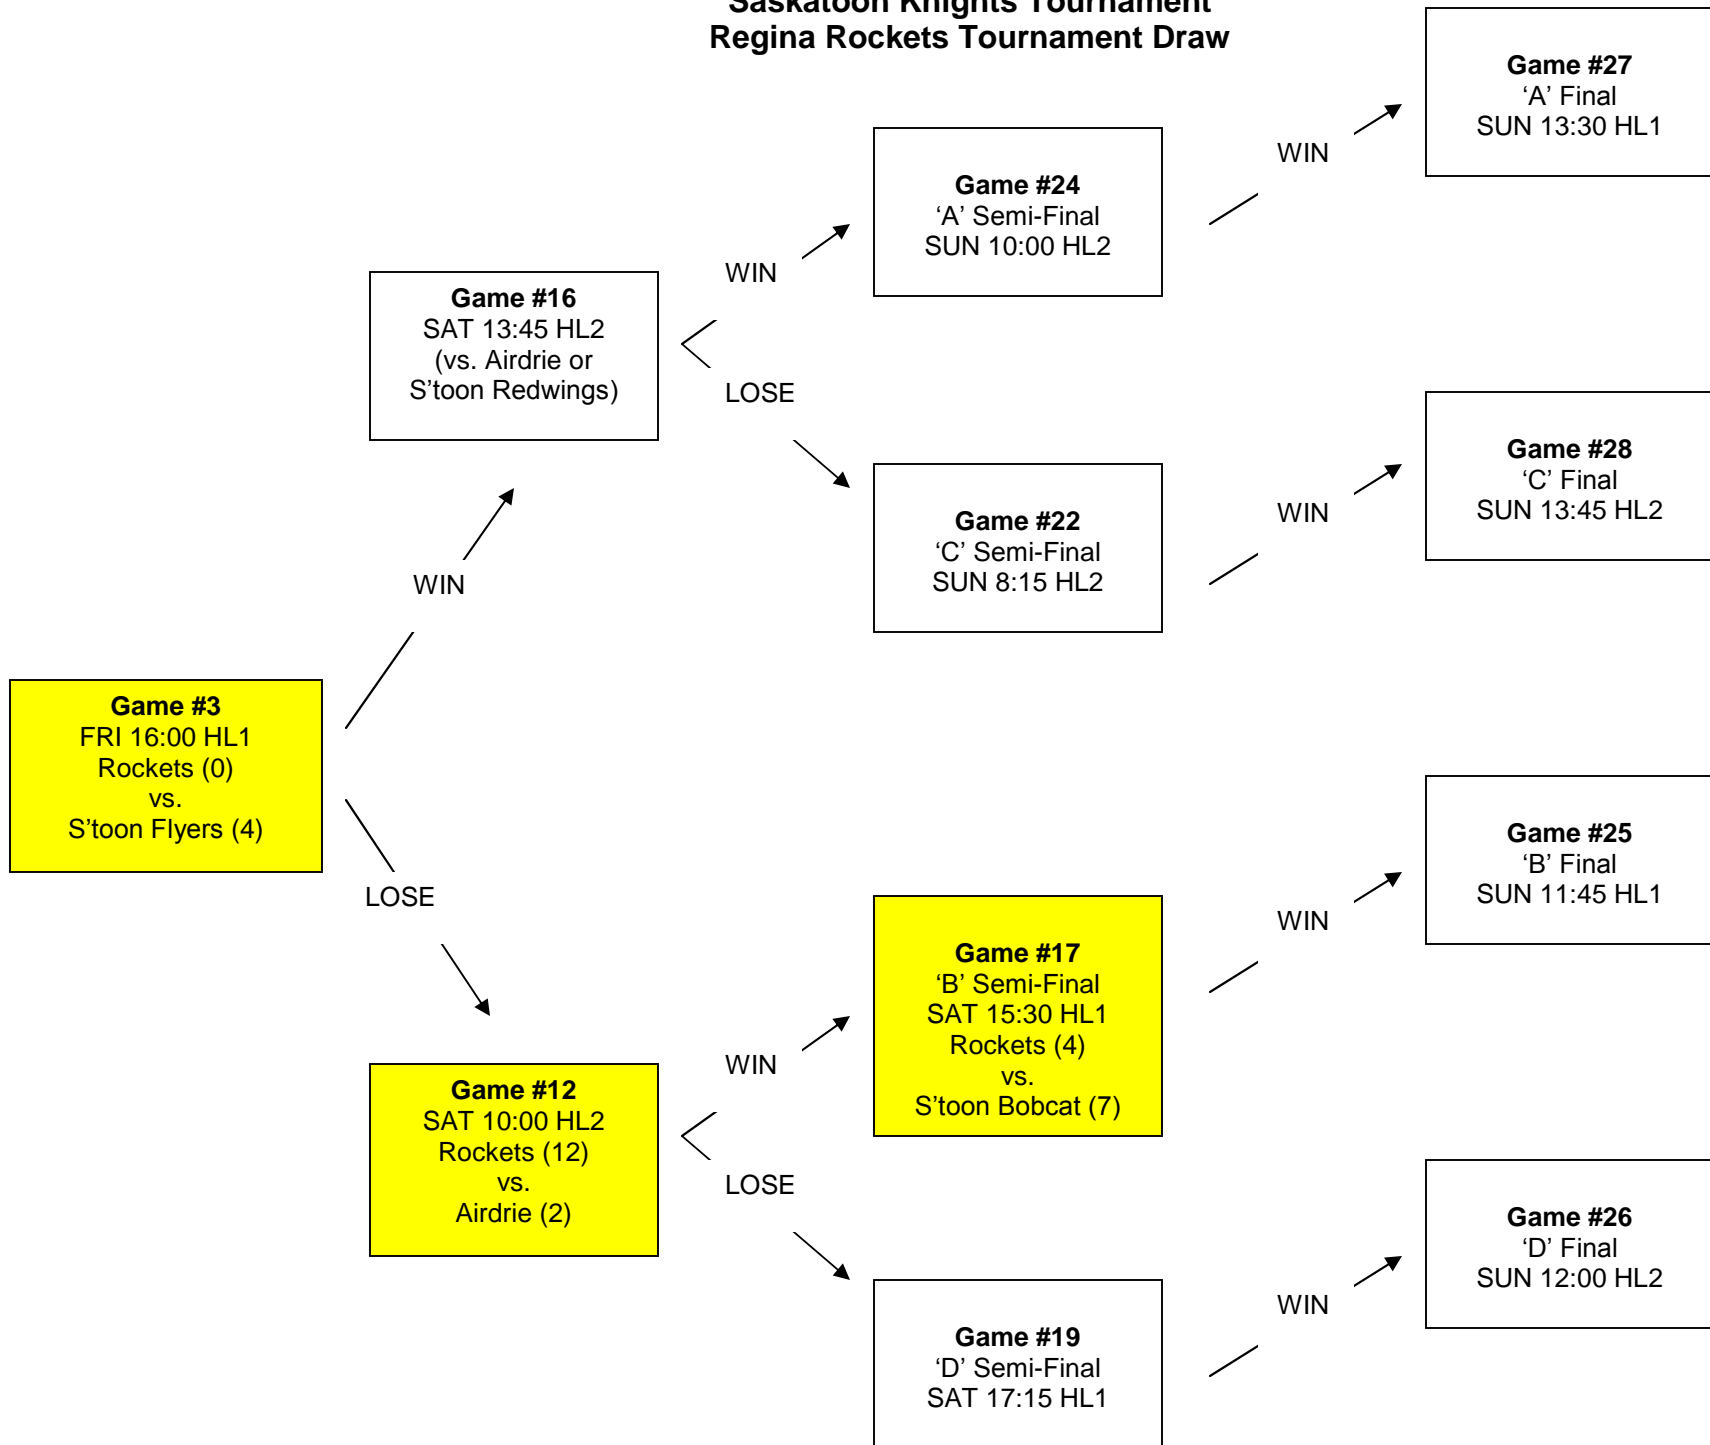 Saskatoon Knights Tournament
Regina Rockets Tournament Draw
Game #27
‘A’ Final
SUN 13:30 HL1
WIN
Game #24
‘A’ Semi-Final
SUN 10:00 HL2
WIN
Game #16
SAT 13:45 HL2
(vs. Airdrie or
S’toon Redwings)
LOSE
Game #28
‘C’ Final
SUN 13:45 HL2
WIN
Game #22
‘C’ Semi-Final
SUN 8:15 HL2
WIN
Game #3
FRI 16:00 HL1
Rockets (0)
vs.
S’toon Flyers (4)
LOSE
Game #25
‘B’ Final
SUN 11:45 HL1
WIN
Game #17
‘B’ Semi-Final
SAT 15:30 HL1
Rockets (4)
vs.
S’toon Bobcat (7)
WIN
Game #12
SAT 10:00 HL2
Rockets (12)
vs.
Airdrie (2)
LOSE
Game #26
‘D’ Final
SUN 12:00 HL2
WIN
Game #19
‘D’ Semi-Final
SAT 17:15 HL1